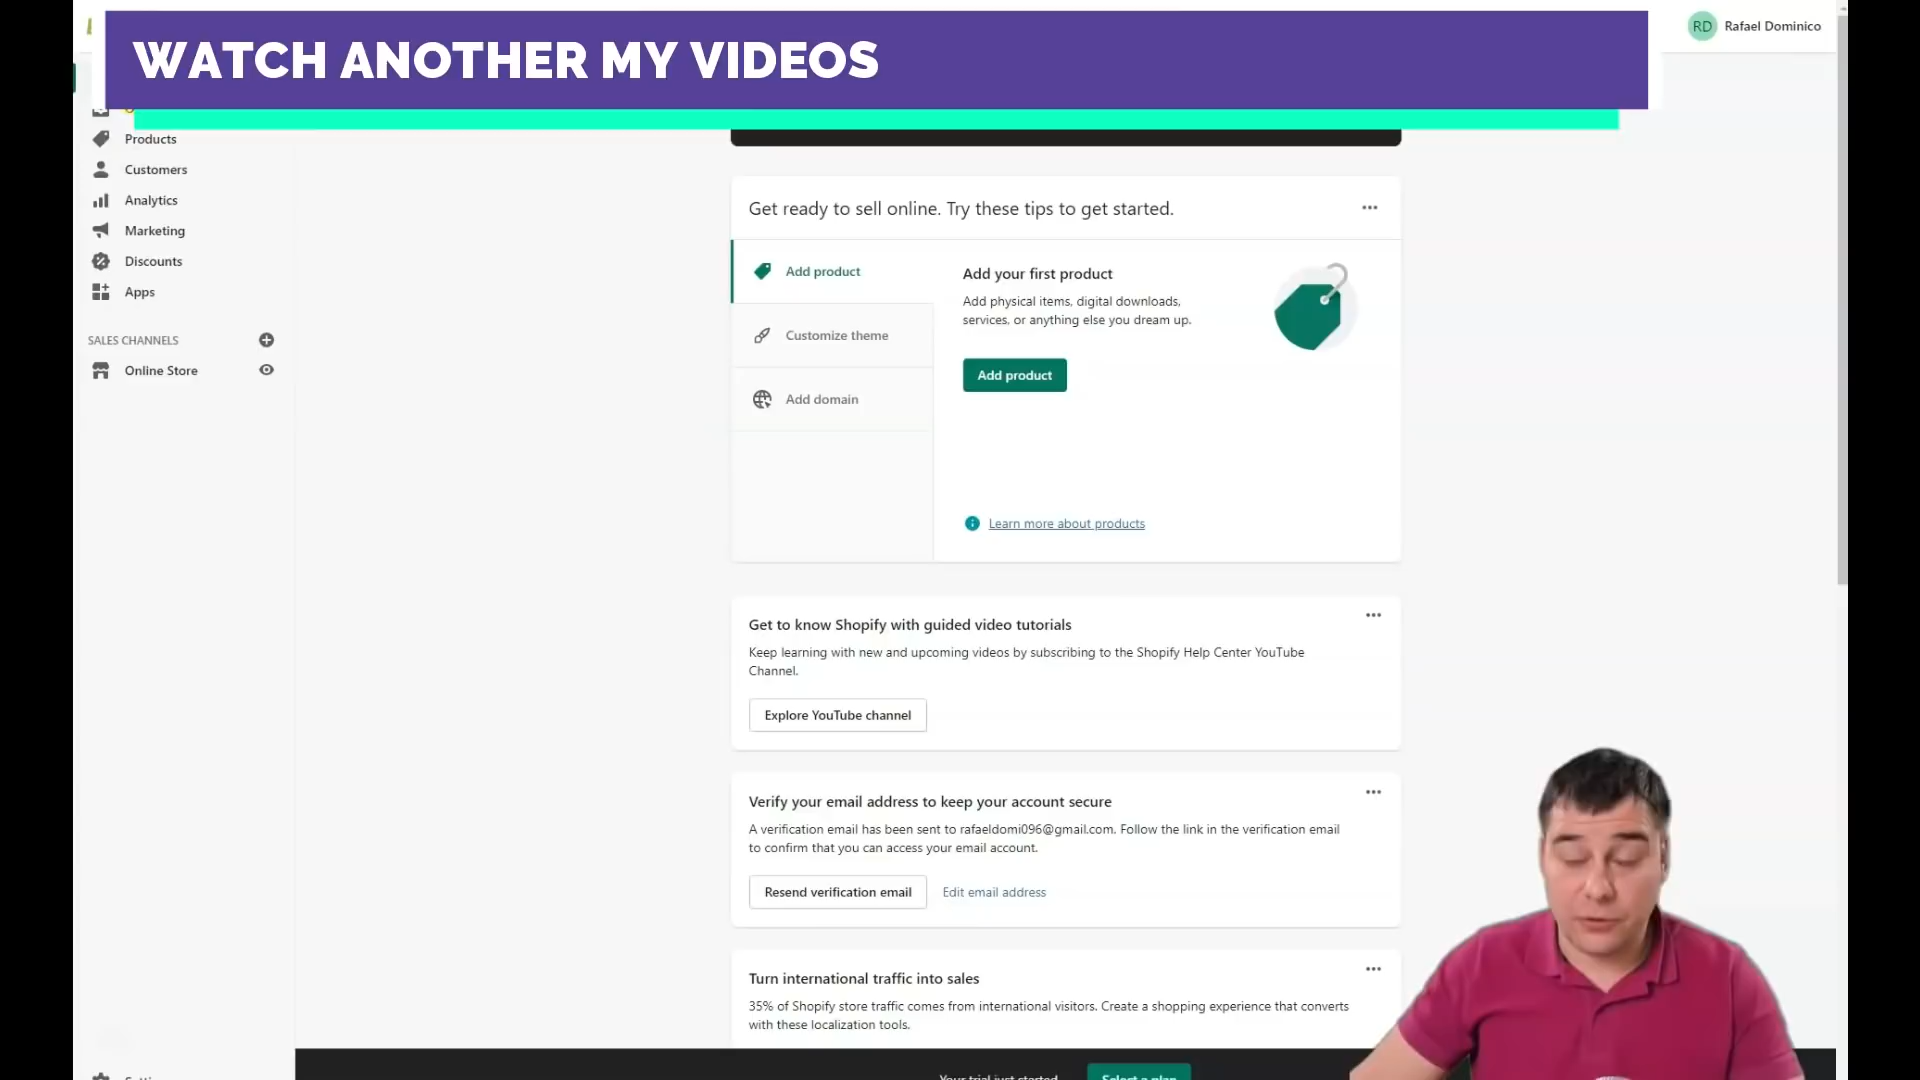 WATCH ANOTHER MY VIDEOS
RD Rafael Dominico
Products
Customers
Analytics
Marketing
Discounts
Apps
SALES CHANNELS
Online Store
Get ready to sell online. Try these tips to get started.
Add product
Customize theme
Add domain
Add your first product
Add physical items, digital downloads,
services, or anything else you dream up.
Add product
Learn more about products
Get to know Shopify with guided video tutorials
Keep learning with new and upcoming videos by subscribing to the Shopify Help Center YouTube
Channel.
Explore YouTube channel
Verify your email address to keep your account secure
A verification email has been sent to rafaeldomi096@gmail.com. Follow the link in the verification email
to confirm that you can access your email account.
Resend verification email
Edit email address
Turn international traffic into sales
35% of Shopify store traffic comes from international visitors. Create a shopping experience that converts
with these localization tools.
Your trial just started
Select a plan